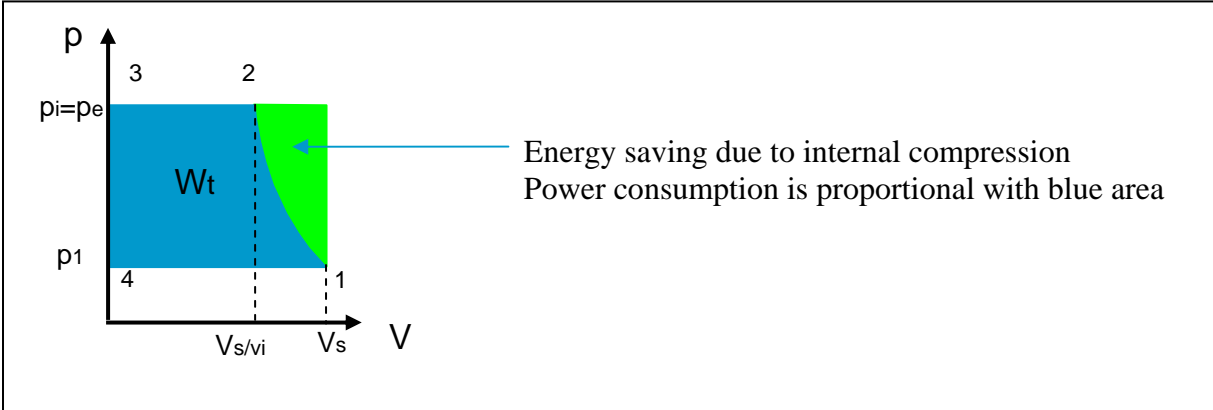 p
3 2
pi=pe
Wt
Energy saving due to internal compression
Power consumption is proportional with blue area
p1
4 1
Vs/vi Vs V